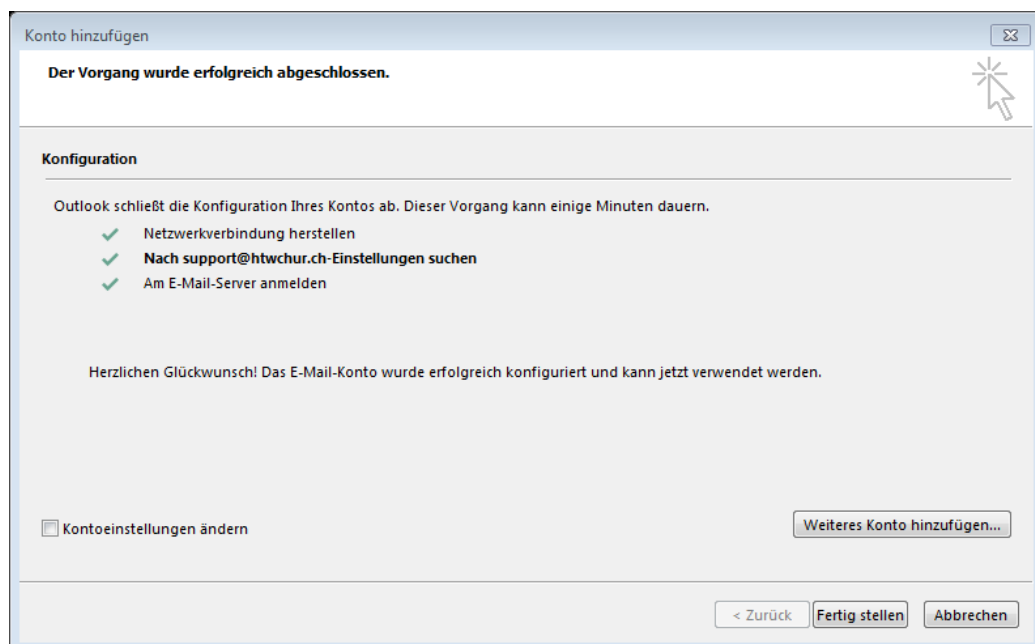 Konto hinzufügen
Der Vorgang wurde erfolgreich abgeschlossen.
Konfiguration
Outlook schließt die Konfiguration Ihres Kontos ab. Dieser Vorgang kann einige Minuten dauern.
Netzwerkverbindung herstellen
Nach support@htwchur.ch-Einstellungen suchen
Am E-Mail-Server anmelden
Herzlichen Glückwunsch! Das E-Mail-Konto wurde erfolgreich konfiguriert und kann jetzt verwendet werden.
Kontoeinstellungen ändern
Weiteres Konto hinzufügen...
< Zurück Fertig stellen Abbrechen